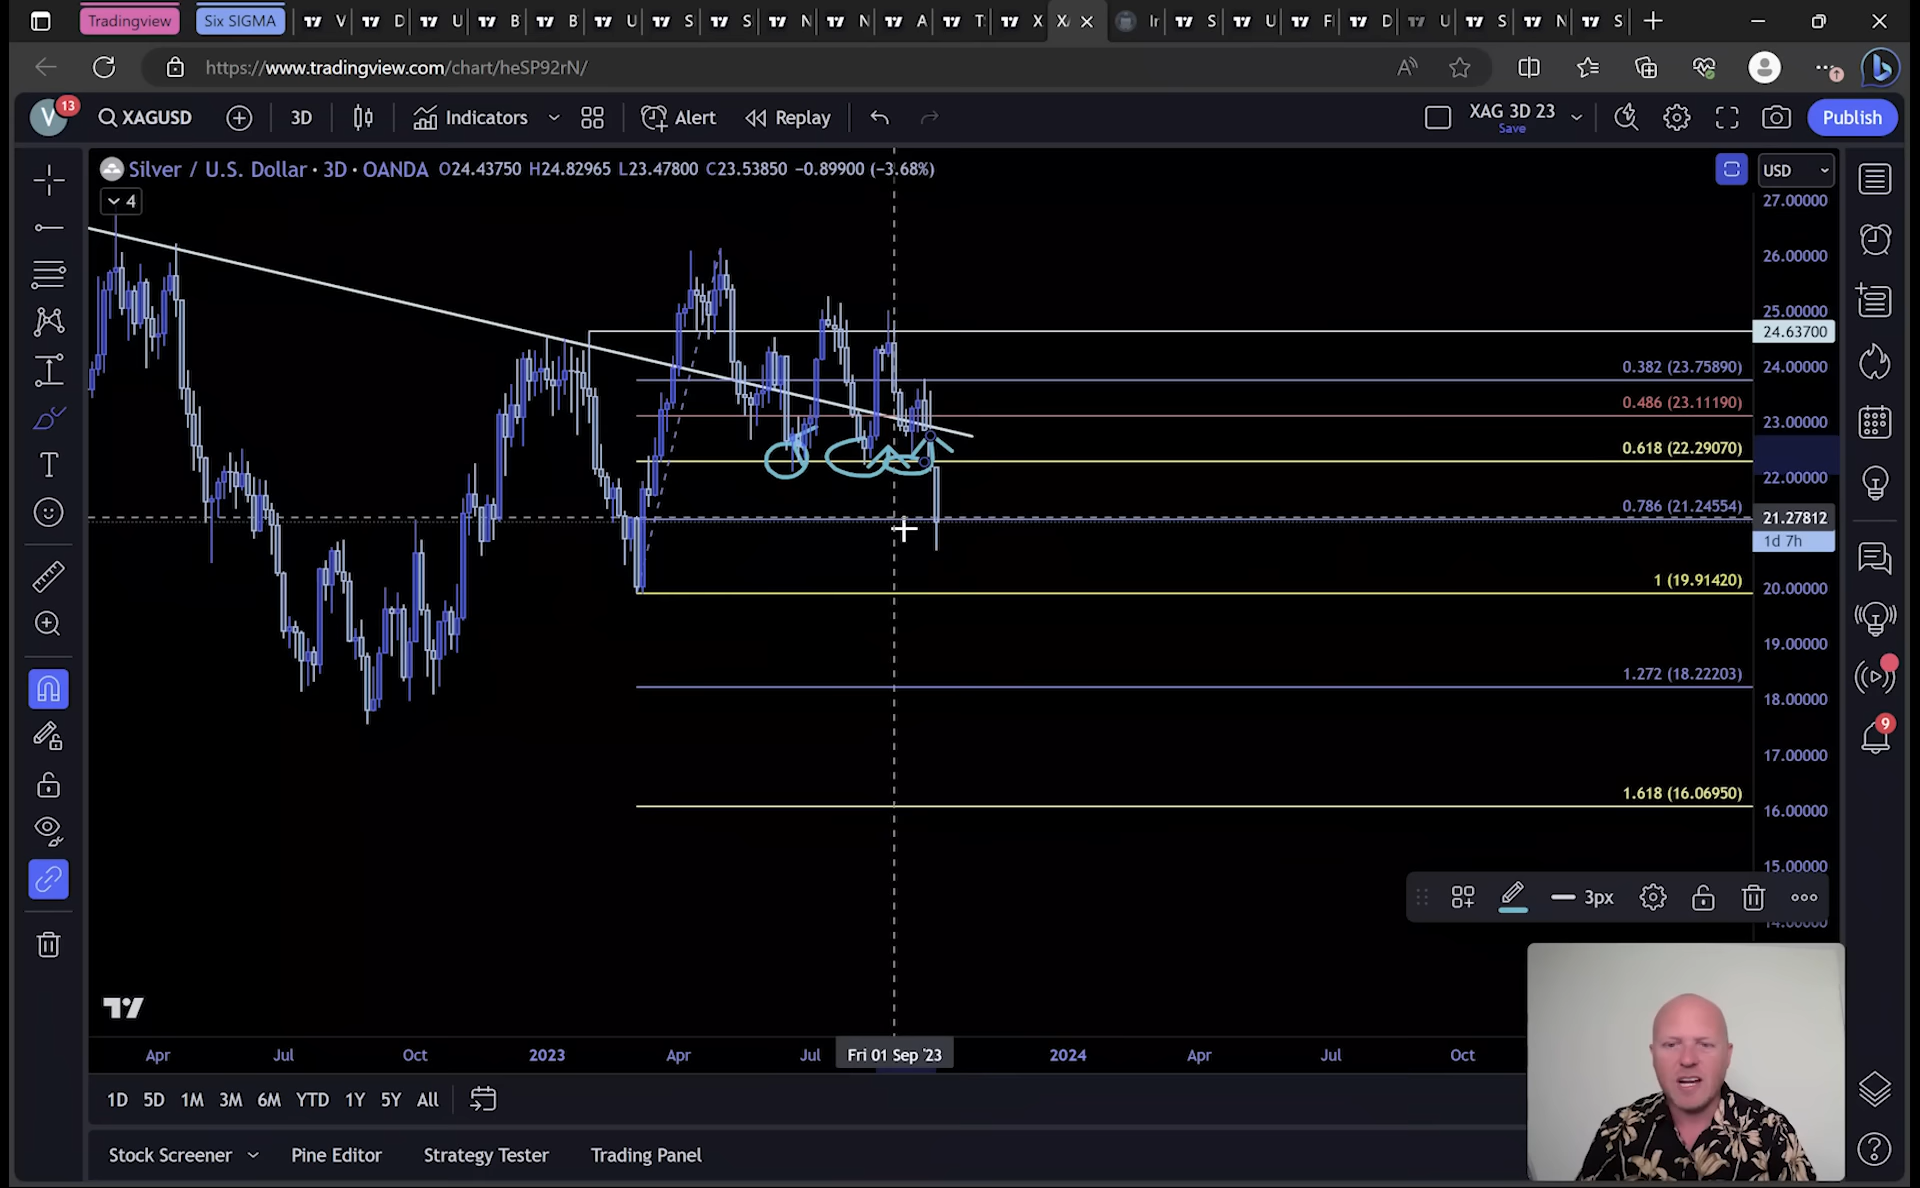 Tradingview Six SIGMA V D U B B U S S N N A T X X Ir S U F D U S N S
https://www.tradingview.com/chart/heSP92rN/
V 13 XAGUSD 3D Indicators Alert Replay XAG 3D 23 Publish
Save
Silver / U.S. Dollar · 3D · OANDA O24.43750 H24.82965 L23.47800 C23.53850 −0.89900 (−3.68%) USD
4
27.00000
26.00000
25.00000
24.63700
0.382 (23.75890) 24.00000
0.486 (23.11190)
23.00000
0.618 (22.29070)
22.00000
0.786 (21.24554)
21.27812
1d 7h
1 (19.91420)
20.00000
19.00000
1.272 (18.22203)
18.00000
17.00000
9
1.618 (16.06950)
16.00000
15.00000
3px
14.00000
Apr Jul Oct 2023 Apr Jul Fri 01 Sep '23 2024 Apr Jul Oct
1D 5D 1M 3M 6M YTD 1Y 5Y All
Stock Screener Pine Editor Strategy Tester Trading Panel